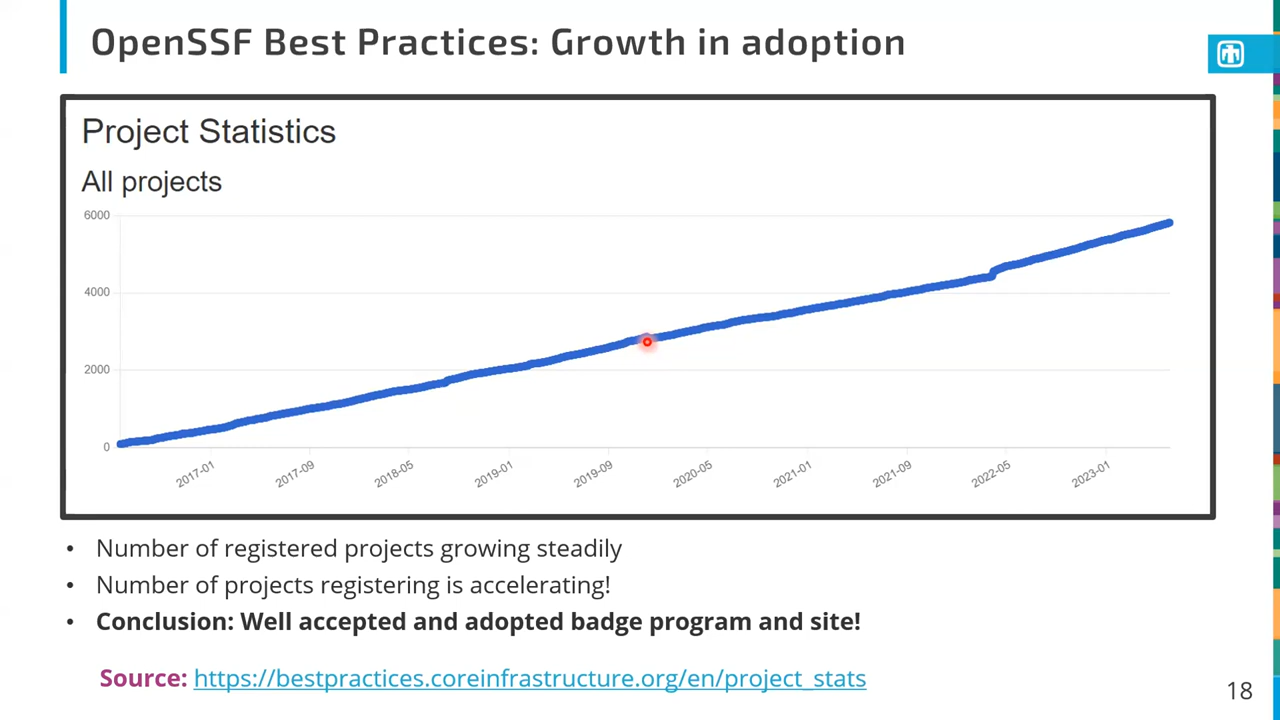 OpenSSF Best Practices: Growth in adoption
Project Statistics
All projects
6000
4000
2000
0
2017-01
2017-09
2018-05
2019-01
2019-09
2020-05
2021-01
2021-09
2022-05
2023-01
• Number of registered projects growing steadily
• Number of projects registering is accelerating!
• Conclusion: Well accepted and adopted badge program and site!
Source: https://bestpractices.coreinfrastructure.org/en/project_stats
18